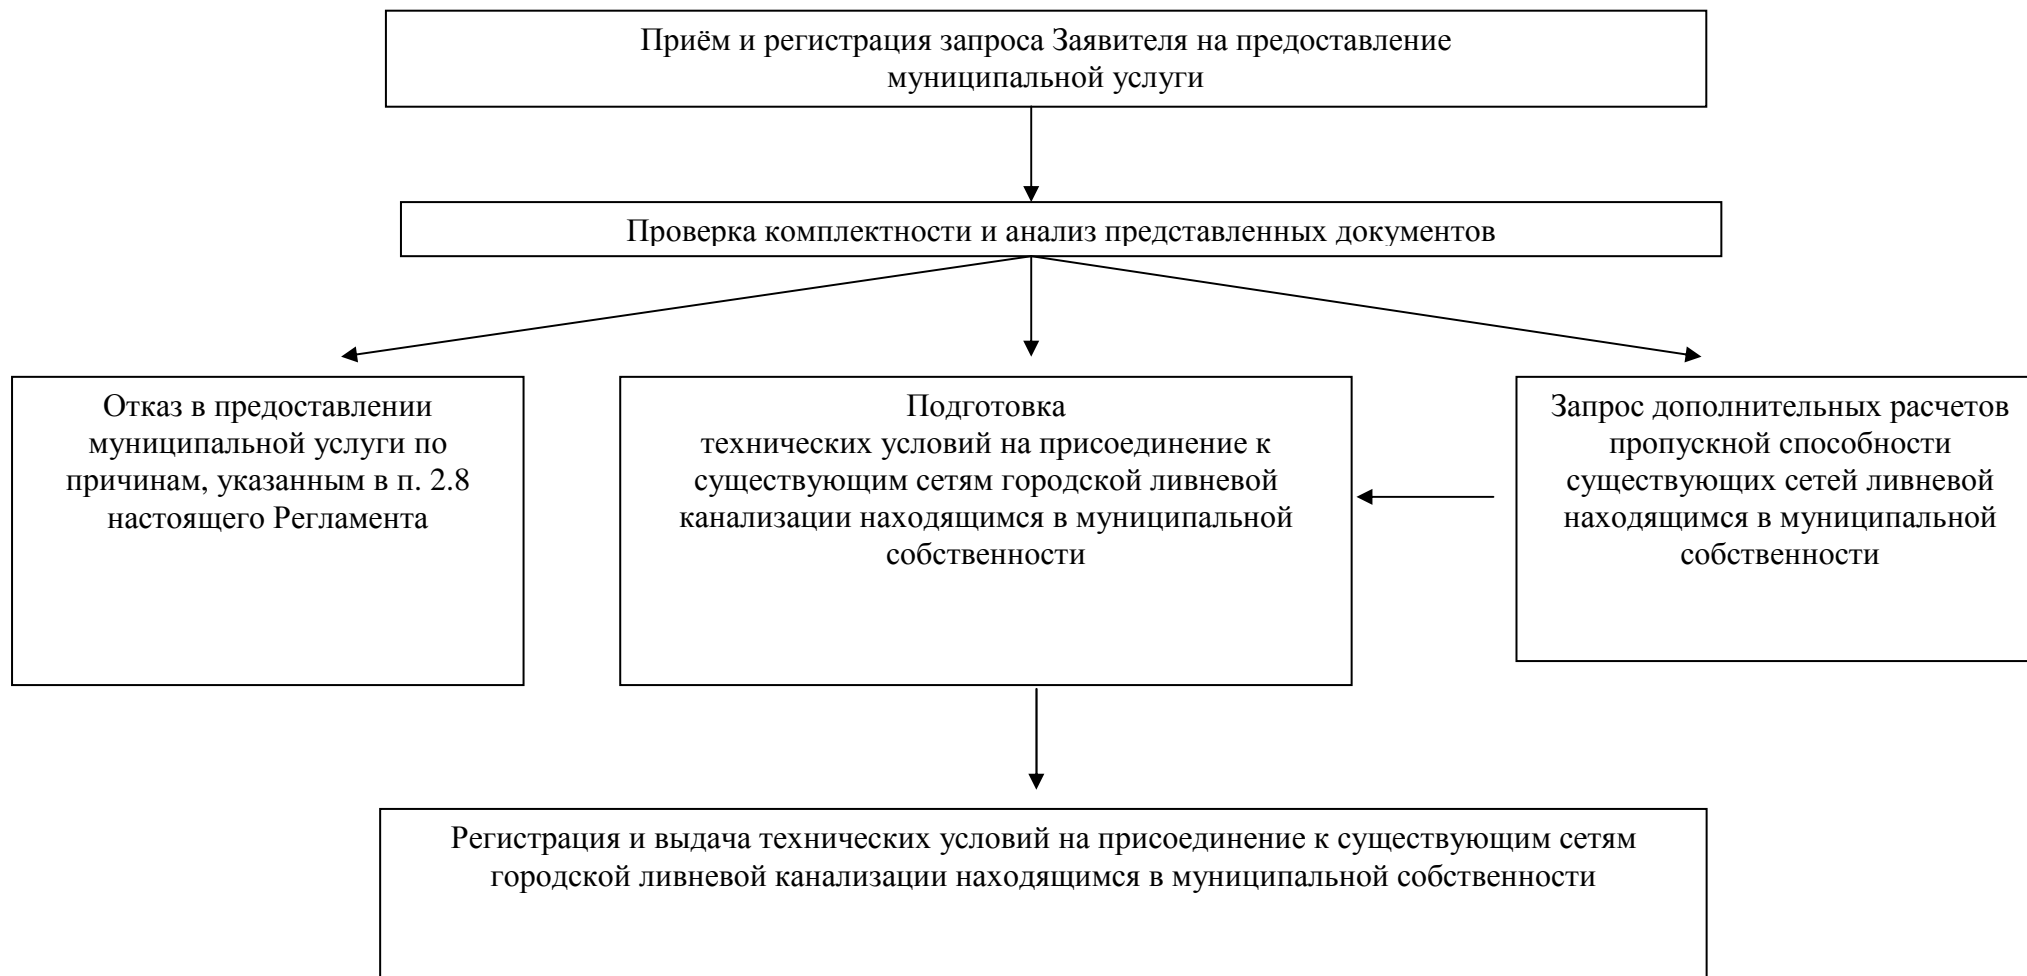 Приём и регистрация запроса Заявителя на предоставление
муниципальной услуги
Проверка комплектности и анализ представленных документов
Отказ в предоставлении
муниципальной услуги по
причинам, указанным в п. 2.8
настоящего Регламента
Подготовка
технических условий на присоединение к
существующим сетям городской ливневой
канализации находящимся в муниципальной
собственности
Запрос дополнительных расчетов
пропускной способности
существующих сетей ливневой
находящимся в муниципальной
собственности
Регистрация и выдача технических условий на присоединение к существующим сетям
городской ливневой канализации находящимся в муниципальной собственности